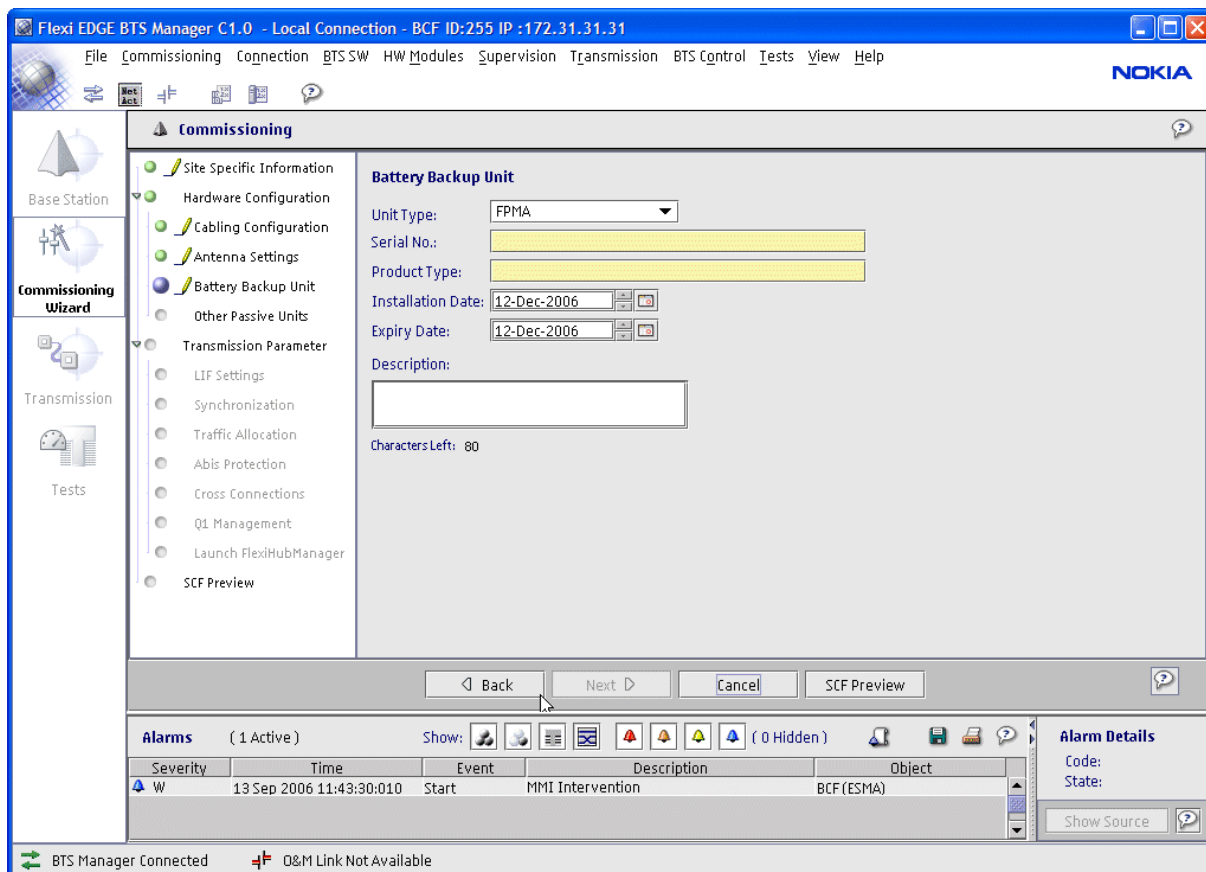 Flexi EDGE BTS Manager C1.0 - Local Connection - BCF ID:255 IP :172.31.31.31
File Commissioning Connection BTS SW HW Modules Supervision Transmission BTS Control Tests View Help
NOKIA
Net
Act
Commissioning
Base Station
Commissioning
Wizard
Transmission
Tests
Site Specific Information
Hardware Configuration
Cabling Configuration
Antenna Settings
Battery Backup Unit
Other Passive Units
Transmission Parameter
LIF Settings
Synchronization
Traffic Allocation
Abis Protection
Cross Connections
Q1 Management
Launch FlexiHubManager
SCF Preview
Battery Backup Unit
Unit Type: FPMA
Serial No.:
Product Type:
Installation Date: 12-Dec-2006
Expiry Date: 12-Dec-2006
Description:
Characters Left: 80
Back Next Cancel SCF Preview
Alarms ( 1 Active ) Show: ( 0 Hidden )
Severity Time Event Description Object
W 13 Sep 2006 11:43:30:010 Start MMI Intervention BCF (ESMA)
Alarm Details
Code:
State:
Show Source
BTS Manager Connected O&M Link Not Available